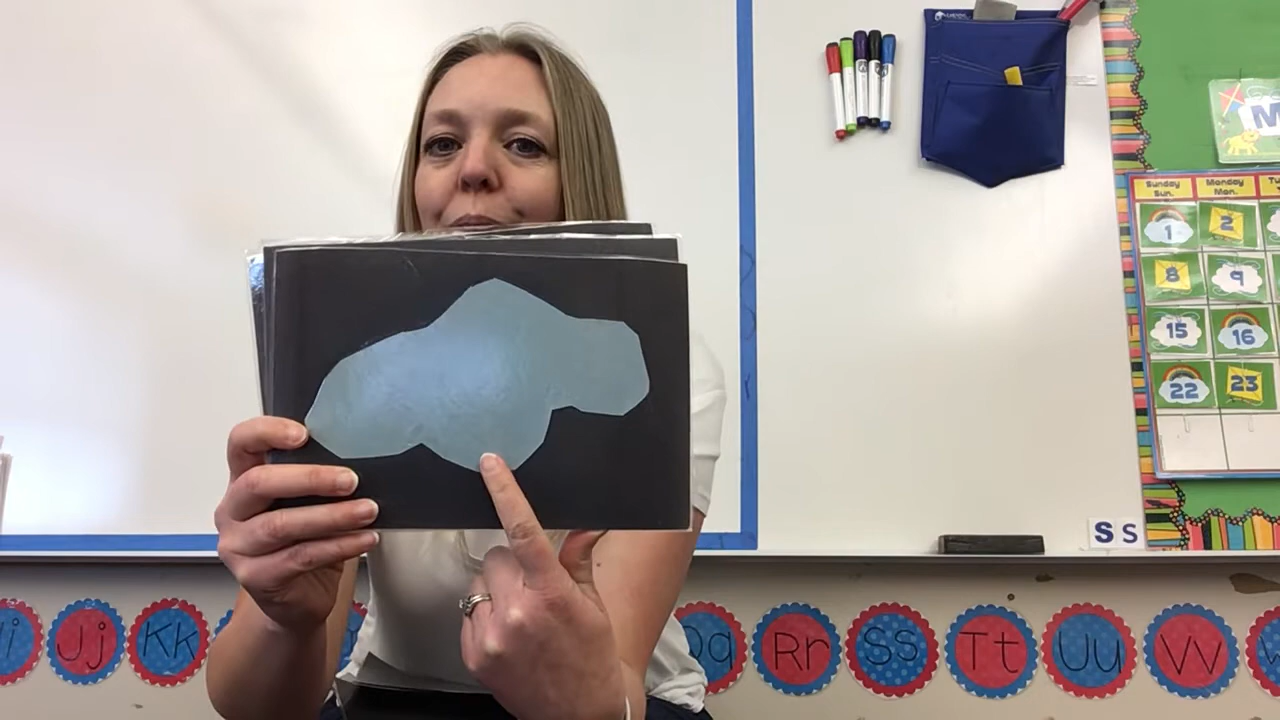 M
Sunday Monday Tu
Sun. Mon.
1 2
8 9
15 16
22 23
S S
Jj Kk Qq Rr Ss Tt Uu Vv